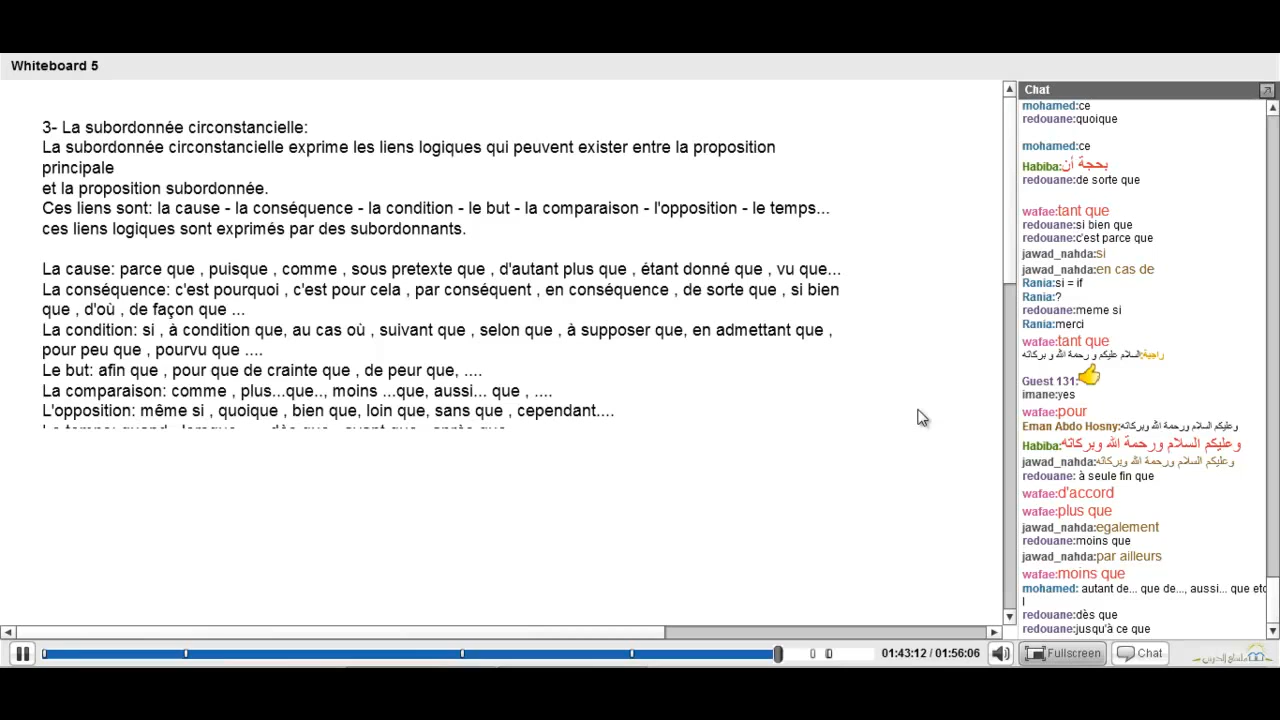 Whiteboard 5
3- La subordonnée circonstancielle:
La subordonnée circonstancielle exprime les liens logiques qui peuvent exister entre la proposition
principale
et la proposition subordonnée.
Ces liens sont: la cause - la conséquence - la condition - le but - la comparaison - l'opposition - le temps...
ces liens logiques sont exprimés par des subordonnants.
La cause: parce que , puisque , comme , sous pretexte que , d'autant plus que , étant donné que , vu que...
La conséquence: c'est pourquoi , c'est pour cela , par conséquent , en conséquence , de sorte que , si bien
que , d'où , de façon que ...
La condition: si , à condition que, au cas où , suivant que , selon que , à supposer que, en admettant que ,
pour peu que , pourvu que ....
Le but: afin que , pour que de crainte que , de peur que, ....
La comparaison: comme , plus...que.., moins ...que, aussi... que , ....
L'opposition: même si , quoique , bien que, loin que, sans que , cependant....
Chat
mohamed:ce
redouane:quoique
mohamed:ce
Habiba:بحجة أن
redouane:de sorte que
wafae:tant que
redouane:si bien que
redouane:c'est parce que
jawad_nahda:si
jawad_nahda:en cas de
Rania:si = if
Rania:?
redouane:meme si
Rania:merci
wafae:tant que
راجية:السلام عليكم و رحمة الله و بركاته
Guest 131:
imane:yes
wafae:pour
Eman Abdo Hosny:وعليكم السلام ورحمة الله وبركاته
Habiba:وعليكم السلام ورحمة الله وبركاته
jawad_nahda:وعليكم السلام ورحمة الله وبركاته
redouane: à seule fin que
wafae:d'accord
wafae:plus que
jawad_nahda:egalement
redouane:moins que
jawad_nahda:par ailleurs
wafae:moins que
mohamed: autant de... que de..., aussi... que etc
l
redouane:dès que
redouane:jusqu'à ce que
01:43:12 / 01:56:06
Fullscreen
Chat